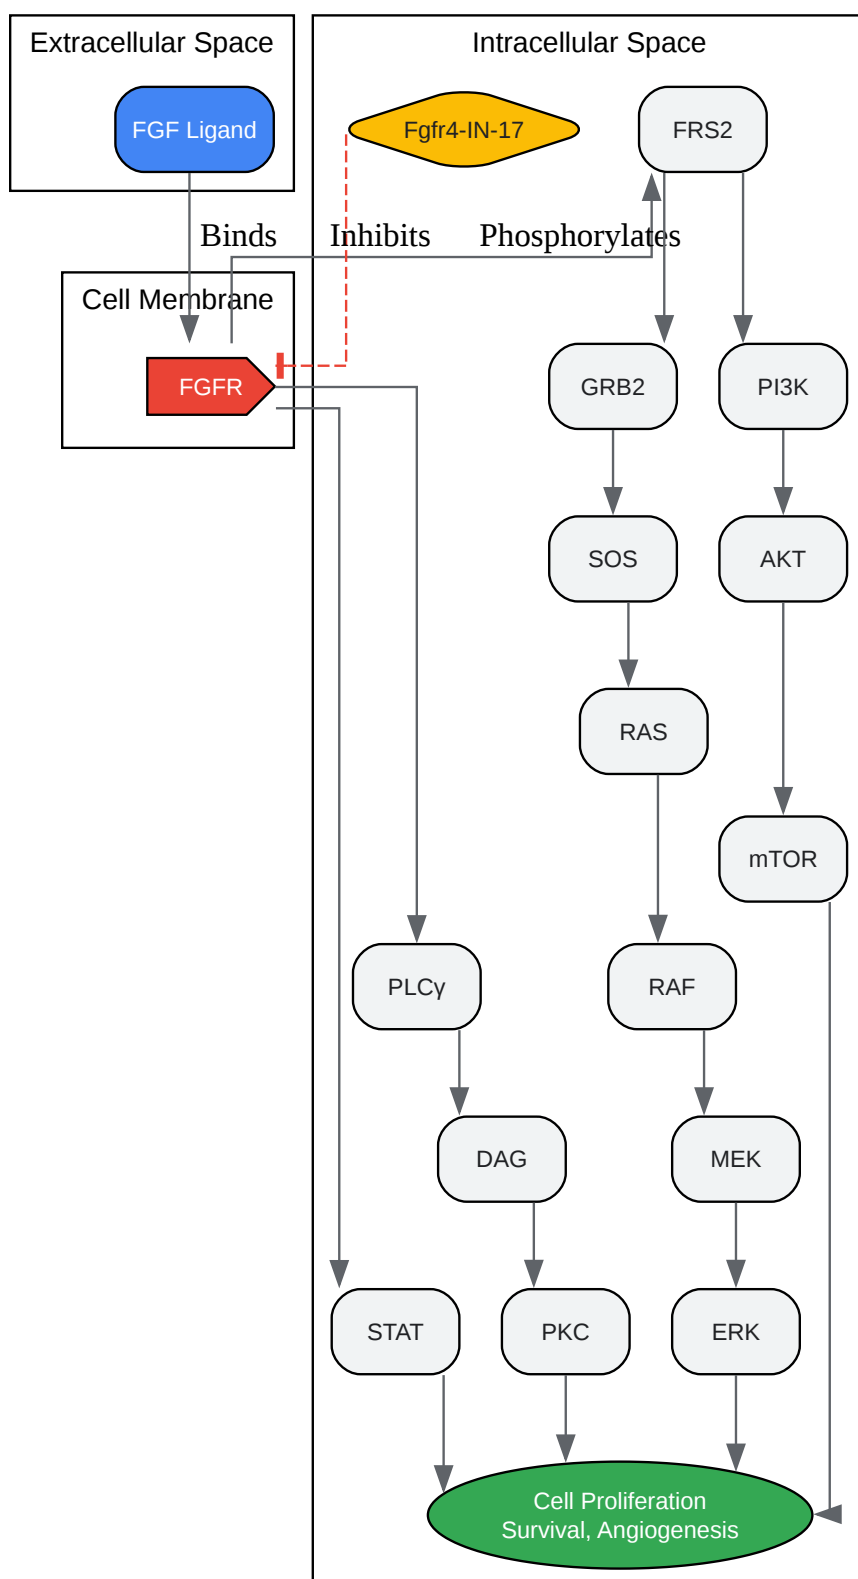 Extracellular Space
Intracellular Space
FGF Ligand
Fgfr4-IN-17
FRS2
Binds
Inhibits
Phosphorylates
Cell Membrane
FGFR
GRB2
PI3K
SOS
AKT
RAS
mTOR
PLCγ
RAF
DAG
MEK
STAT
PKC
ERK
Cell Proliferation
Survival, Angiogenesis